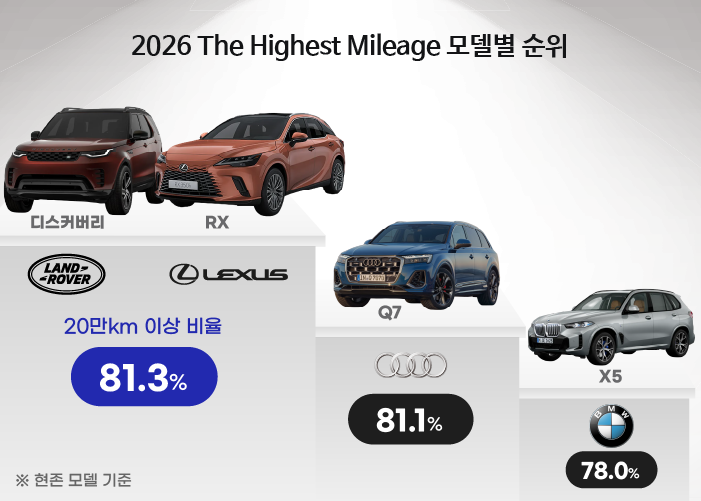 2026 The Highest Mileage 모델별 순위
디스커버리
RX
LAND ROVER
LEXUS
20만km 이상 비율
81.3%
Q7
81.1%
X5
BMW
78.0%
※ 현존 모델 기준